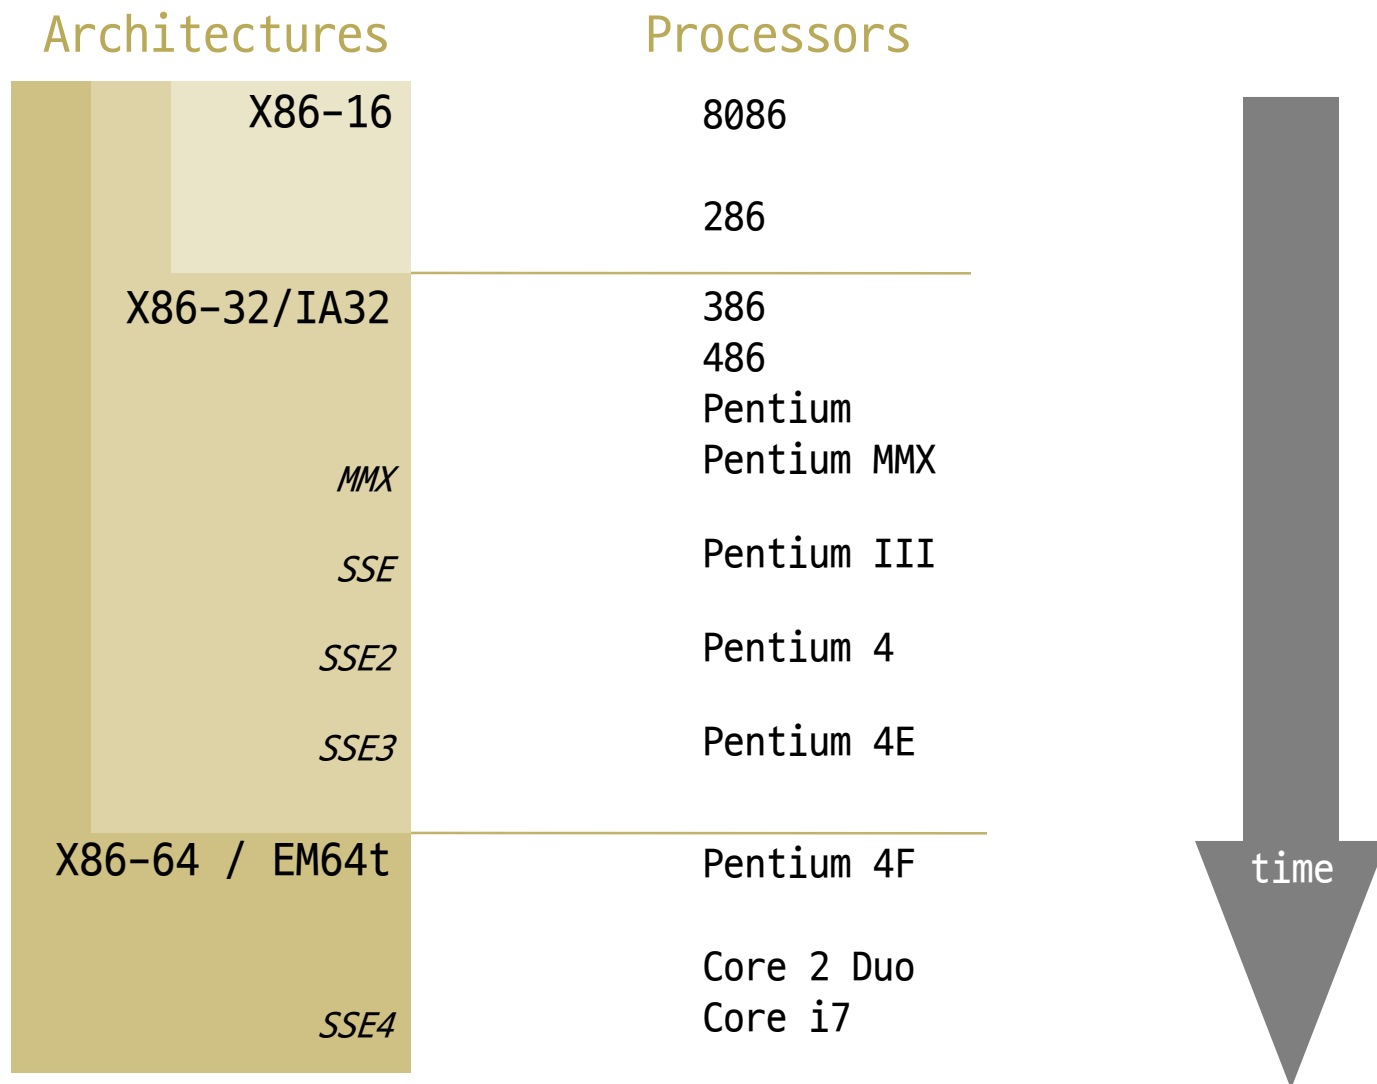 Architectures Processors
X86-16 8086
286
X86-32/IA32 386
486
Pentium
MMX Pentium MMX
SSE Pentium III
SSE2 Pentium 4
SSE3 Pentium 4E
X86-64 / EM64t Pentium 4F
time
Core 2 Duo
SSE4 Core i7